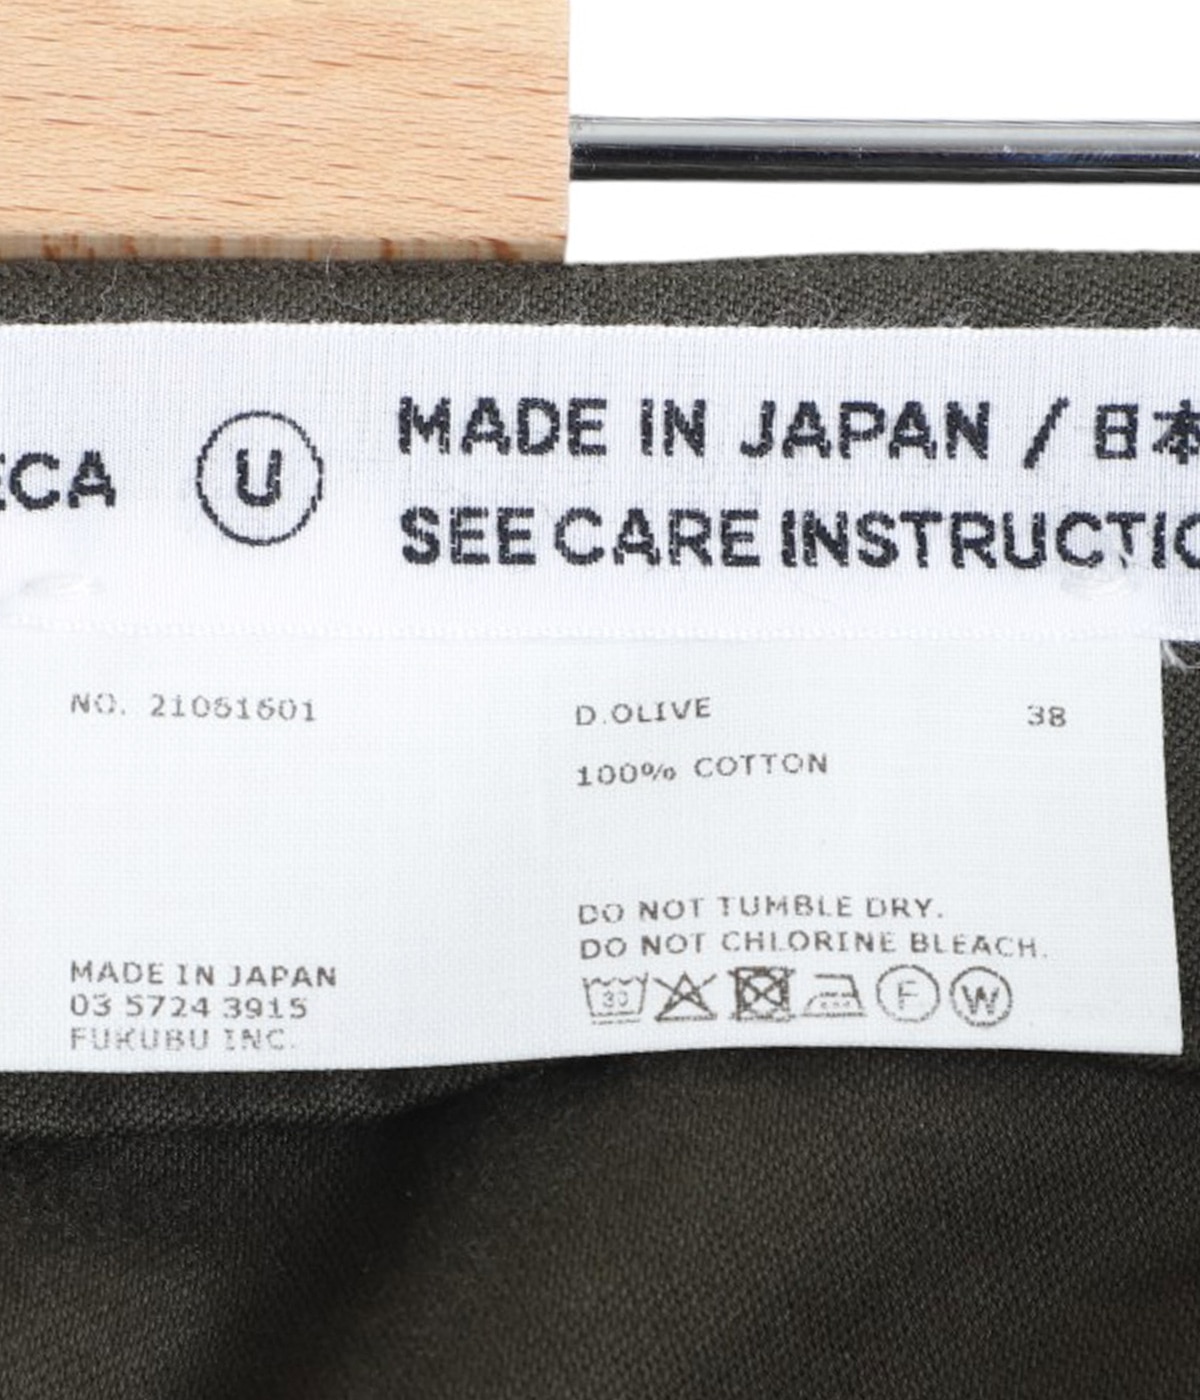 ECA
U
MADE IN JAPAN / 日本
SEE CARE INSTRUCTIO
NO. 21061601
D.OLIVE
38
100% COTTON
DO NOT TUMBLE DRY.
DO NOT CHLORINE BLEACH.
30
F
W
MADE IN JAPAN
03 5724 3915
FUKUBU INC.